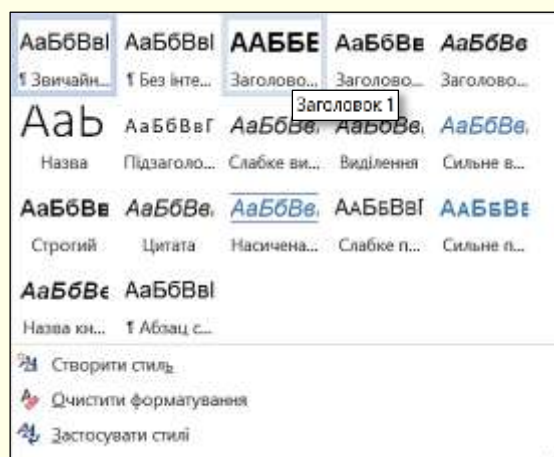 АаБбВвІ АаБбВвІ ААББЕ АаБбВв АаБбВв
¶ Звичайн... ¶ Без інте... Заголово... Заголово... Заголово...
Заголовок 1
АаЬ АаБбВвГ АаБбВв, АаБбВв, АаБбВв,
Назва Підзаголо... Слабке ви... Виділення Сильне в...
АаБбВв АаБбВв, АаБбВв, ААББВВГ ААББВВ
Строгий Цитата Насичена... Слабке п... Сильне п...
АаБбВв АаБбВвІ
Назва кн... ¶ Абзац с...
Створити стиль
Очистити форматування
Застосувати стилі